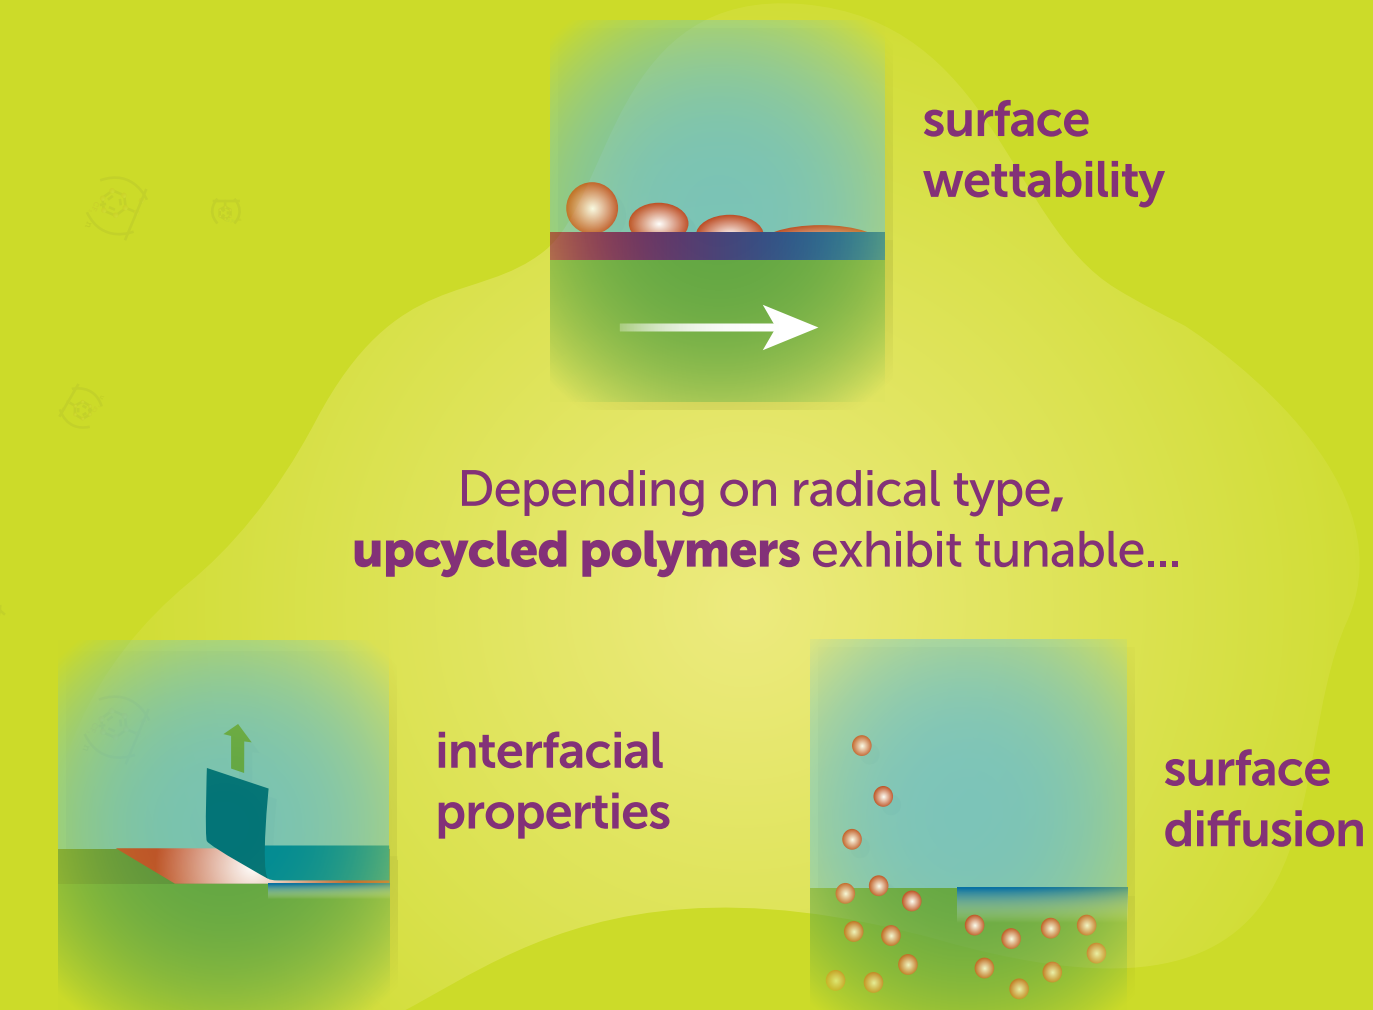 surface
wettability
Depending on radical type,
upcycled polymers exhibit tunable...
interfacial
properties
surface
diffusion